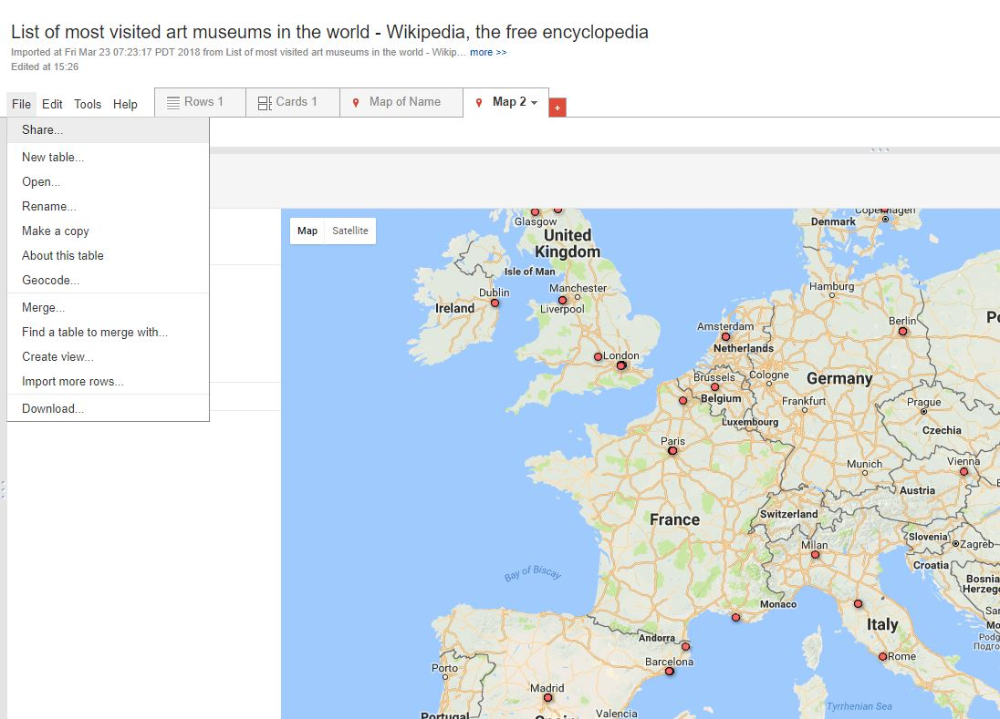 List of most visited art museums in the world - Wikipedia, the free encyclopedia
Imported at Fri Mar 23 07:23:17 PDT 2018 from List of most visited art museums in the world - Wikip... more >>
Edited at 15:26
File Edit Tools Help Rows 1 Cards 1 Map of Name Map 2 +
Share...
New table...
Open...
Rename...
Make a copy
About this table
Geocode...
Merge...
Find a table to merge with...
Create view...
Import more rows...
Download...
Map Satellite
Glasgow
United
Kingdom
Isle of Man
Dublin
Ireland
Manchester
Liverpool
London
Copenhagen
Denmark
Hamburg
Berlin
Po
Amsterdam
Netherlands
Brussels
Cologne
Belgium
Germany
Frankfurt
Luxembourg
Prague
Czechia
Paris
Munich
Vienna
Austria
France
Switzerland
Slovenia
Zagreb
Milan
Croatia
Bosnia
Herzeg
Bay of Biscay
Monaco
Sar
Mo
Podg
Подго
Italy
Andorra
Barcelona
Rome
Porto
Madrid
Tyrrhenian Sea
Valencia
Portugal